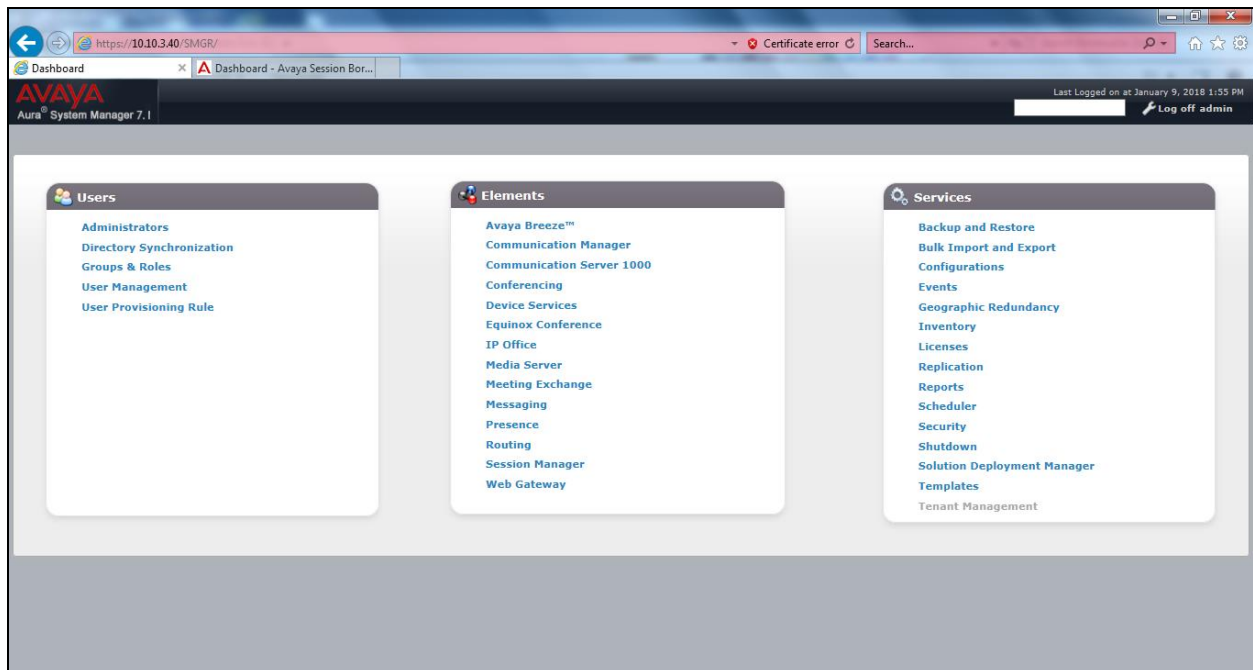 https://10.10.3.40/SMGR/
Certificate error
Search...
Dashboard
Dashboard - Avaya Session Bor...
AVAYA
Aura® System Manager 7.1
Last Logged on at January 9, 2018 1:55 PM
Log off admin
Users
Administrators
Directory Synchronization
Groups & Roles
User Management
User Provisioning Rule
Elements
Avaya Breeze™
Communication Manager
Communication Server 1000
Conferencing
Device Services
Equinox Conference
IP Office
Media Server
Meeting Exchange
Messaging
Presence
Routing
Session Manager
Web Gateway
Services
Backup and Restore
Bulk Import and Export
Configurations
Events
Geographic Redundancy
Inventory
Licenses
Replication
Reports
Scheduler
Security
Shutdown
Solution Deployment Manager
Templates
Tenant Management